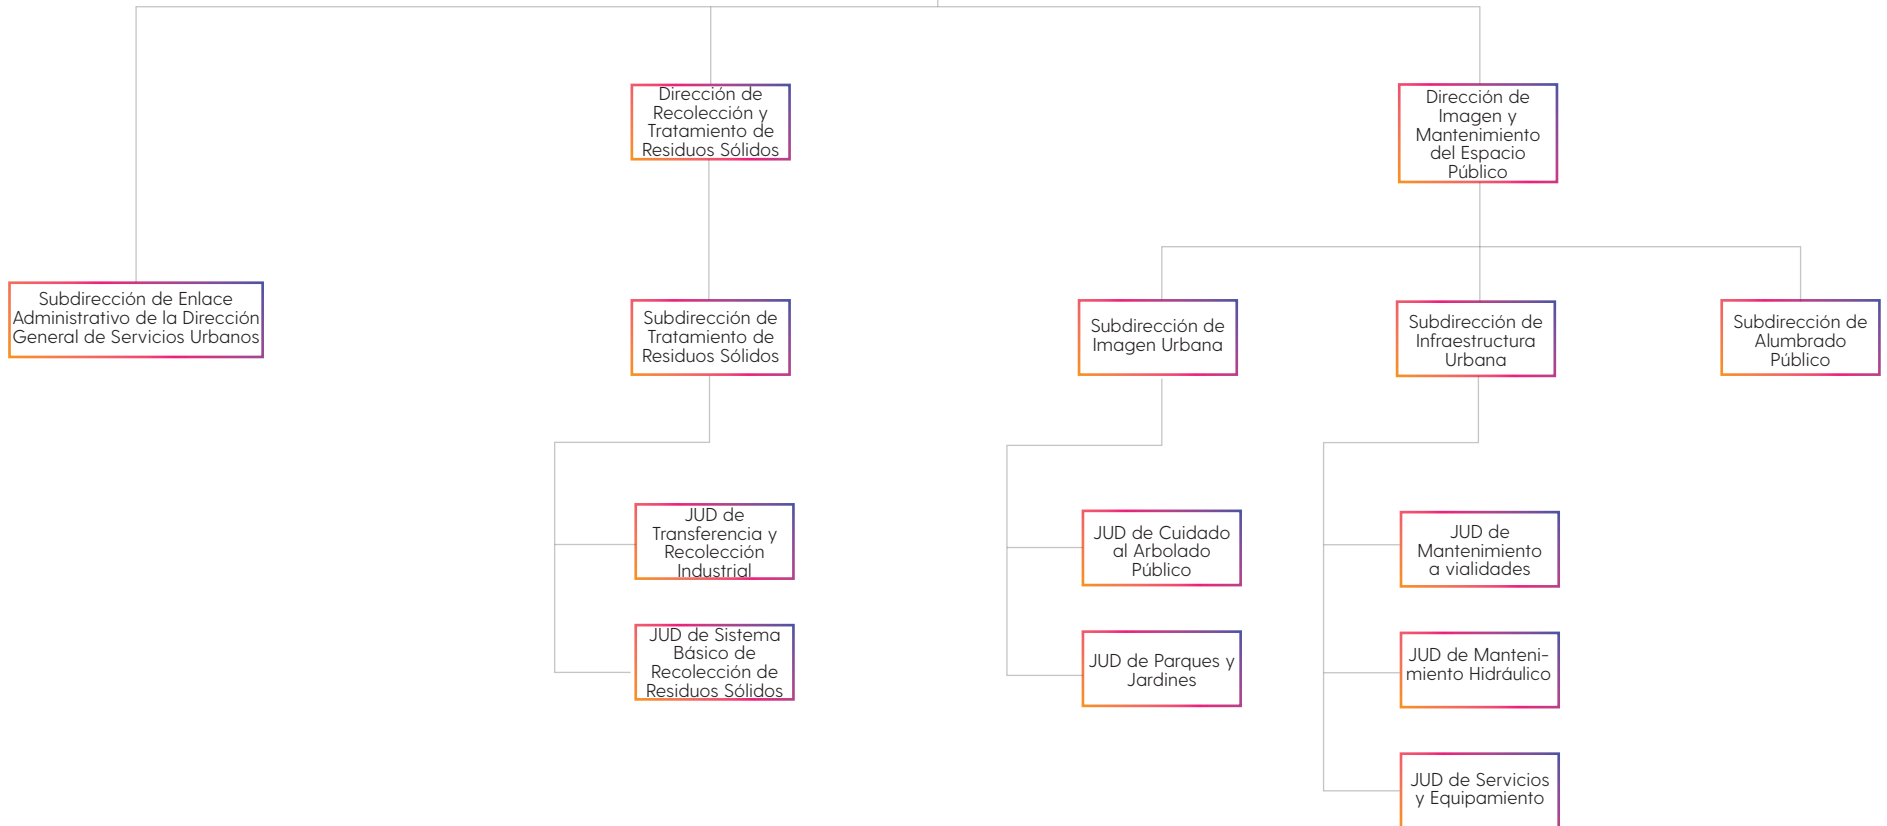 Dirección de
Recolección y
Tratamiento de
Residuos Sólidos
Dirección de
Imagen y
Mantenimiento
del Espacio
Público
Subdirección de Enlace
Administrativo de la Dirección
General de Servicios Urbanos
Subdirección de
Tratamiento de
Residuos Sólidos
Subdirección de
Imagen Urbana
Subdirección de
Infraestructura
Urbana
Subdirección de
Alumbrado
Público
JUD de
Transferencia y
Recolección
Industrial
JUD de Cuidado
al Arbolado
Público
JUD de
Mantenimiento
a vialidades
JUD de Sistema
Básico de
Recolección de
Residuos Sólidos
JUD de Parques y
Jardines
JUD de Manteni-
miento Hidráulico
JUD de Servicios
y Equipamiento